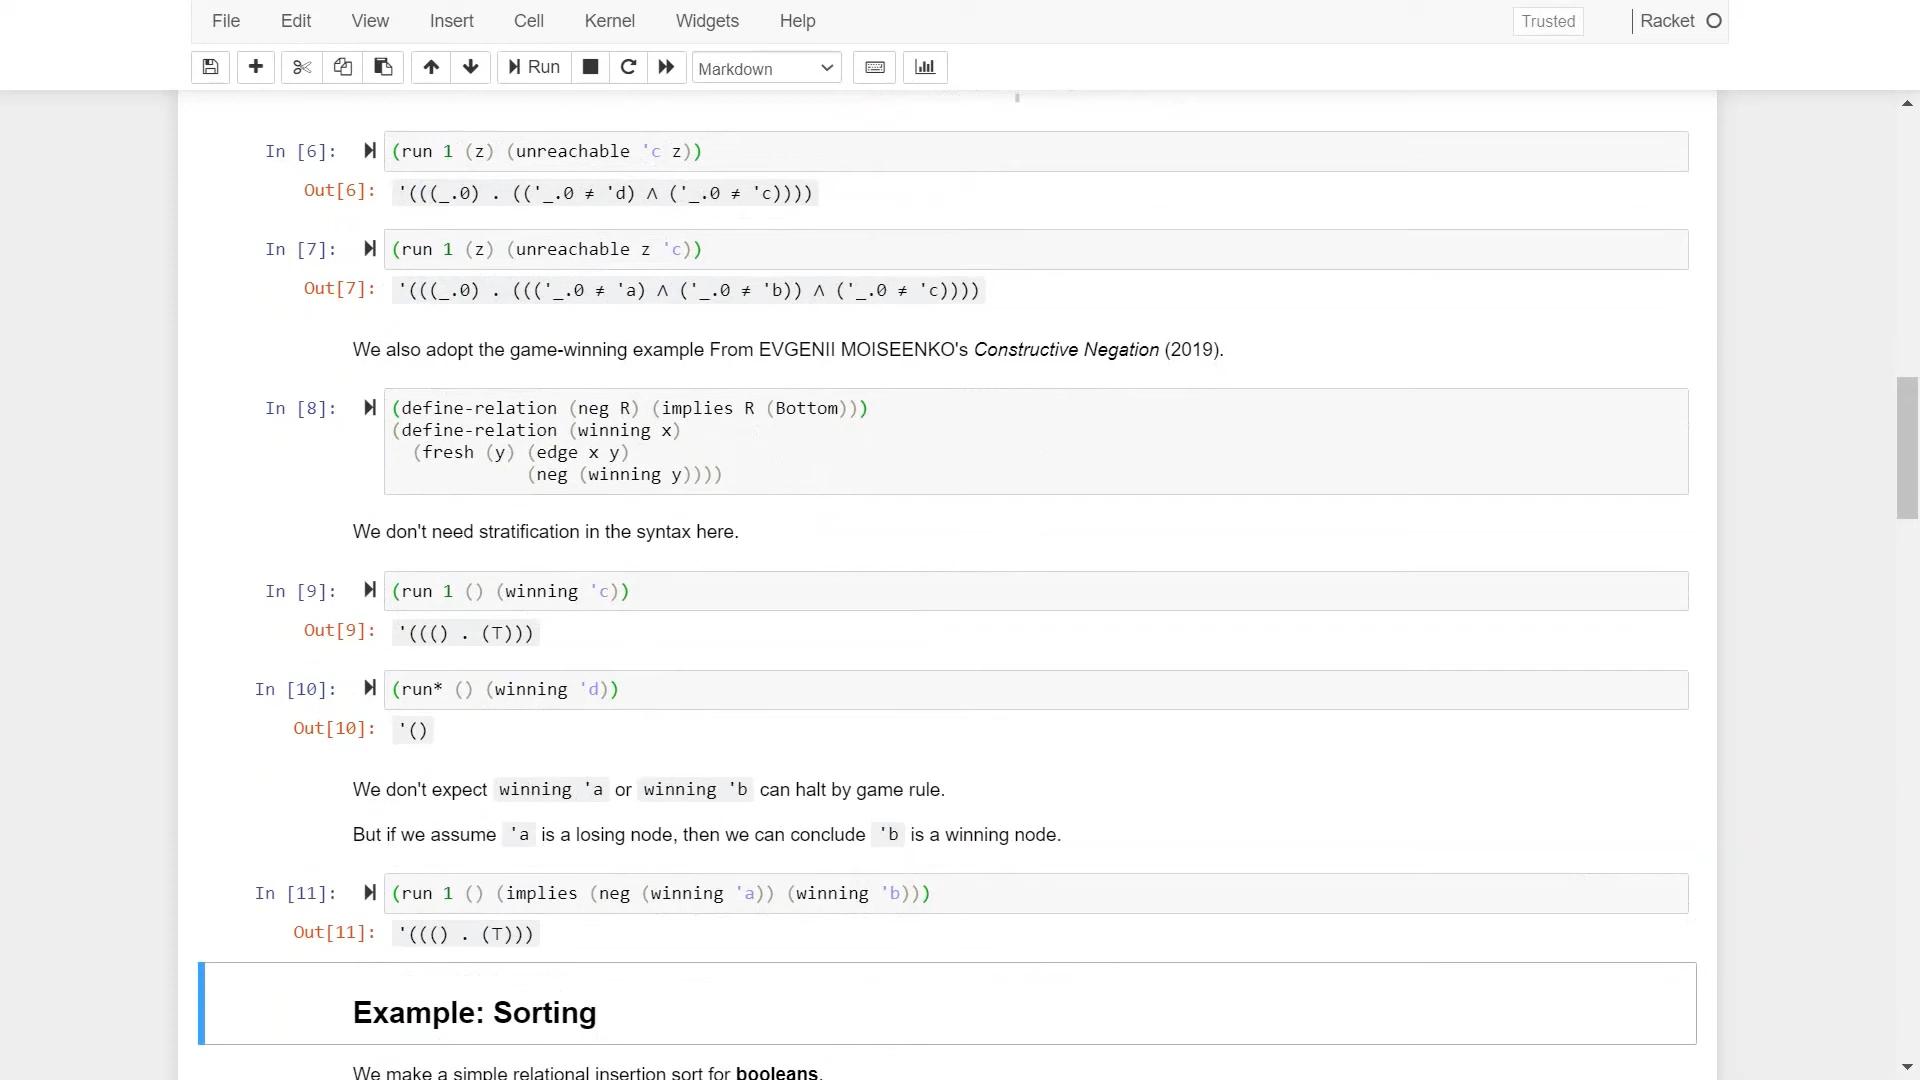 File Edit View Insert Cell Kernel Widgets Help Trusted Racket
Run Markdown
In [6]: (run 1 (z) (unreachable 'c z))
Out[6]: '(((_.0) . (('_.0 ≠ 'd) ∧ ('_.0 ≠ 'c))))
In [7]: (run 1 (z) (unreachable z 'c))
Out[7]: '(((_.0) . ((('_.0 ≠ 'a) ∧ ('_.0 ≠ 'b)) ∧ ('_.0 ≠ 'c))))
We also adopt the game-winning example From EVGENII MOISEENKO's Constructive Negation (2019).
In [8]: (define-relation (neg R) (implies R (Bottom)))
(define-relation (winning x)
(fresh (y) (edge x y)
(neg (winning y))))
We don't need stratification in the syntax here.
In [9]: (run 1 () (winning 'c))
Out[9]: '((() . (⊤)))
In [10]: (run* () (winning 'd))
Out[10]: '()
We don't expect winning 'a or winning 'b can halt by game rule.
But if we assume 'a is a losing node, then we can conclude 'b is a winning node.
In [11]: (run 1 () (implies (neg (winning 'a)) (winning 'b)))
Out[11]: '((() . (⊤)))
Example: Sorting
We make a simple relational insertion sort for booleans.